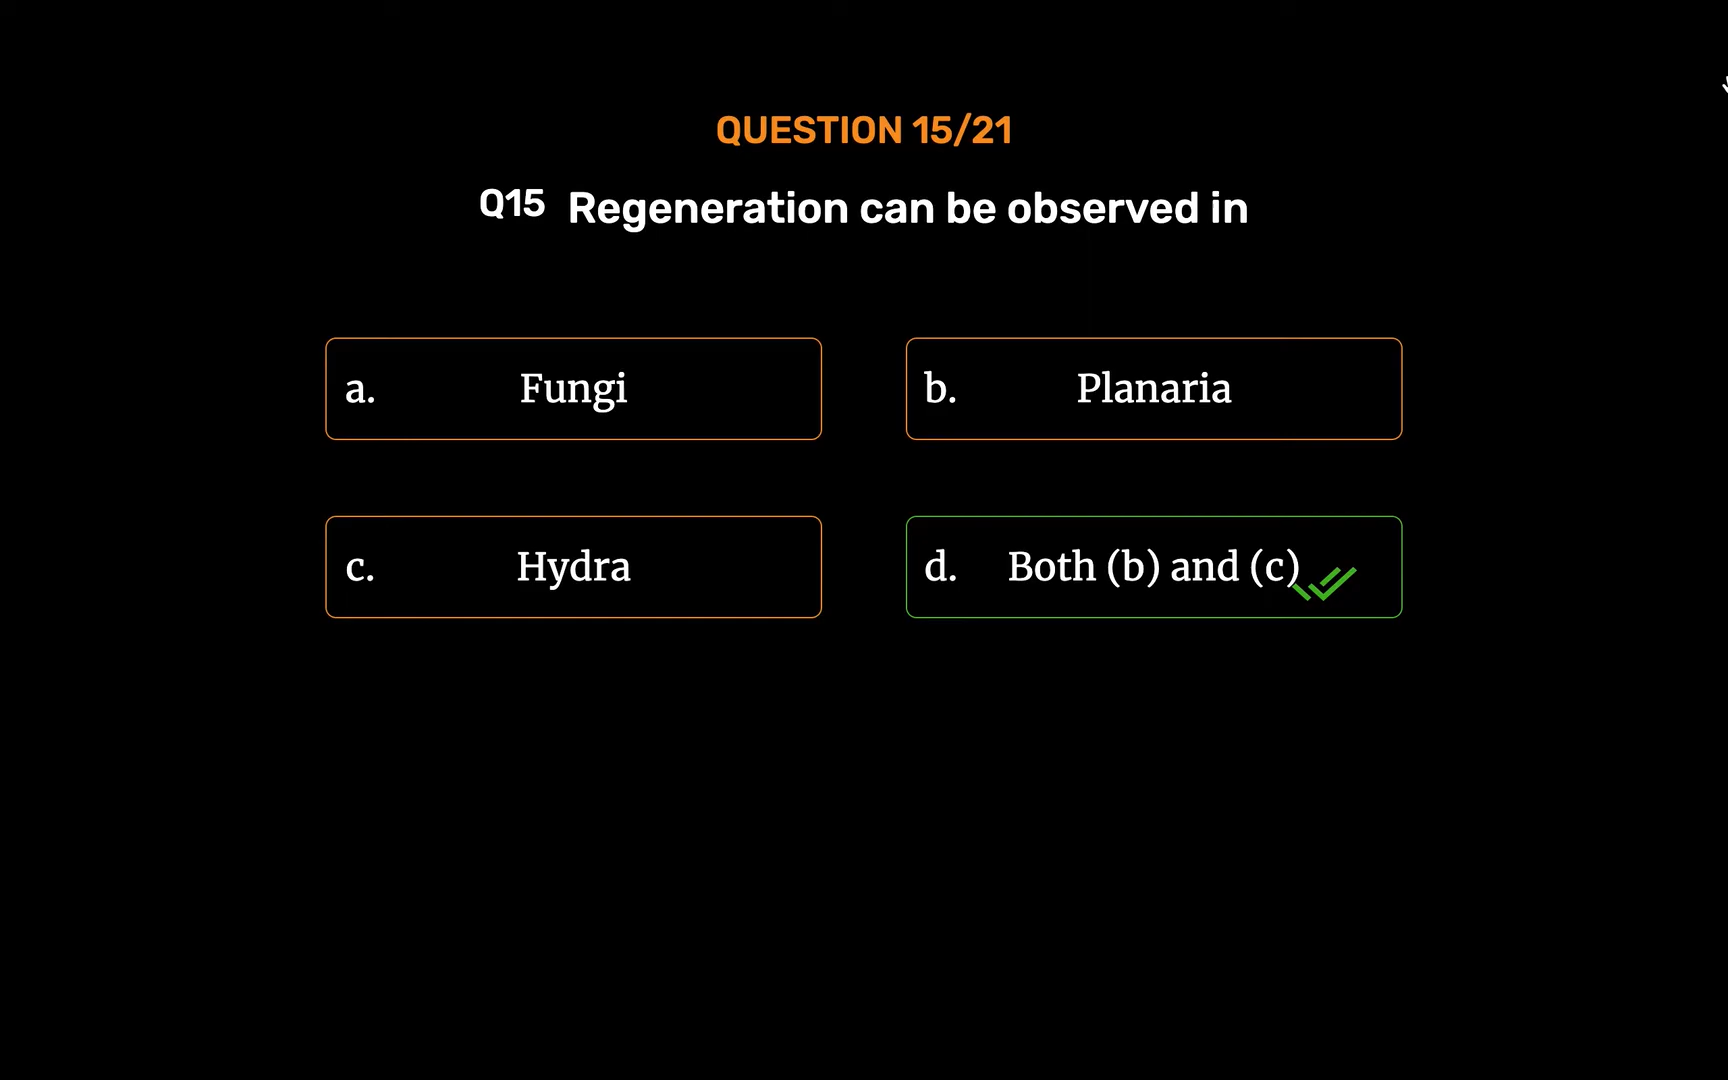 QUESTION 15/21
Q15 Regeneration can be observed in
a. Fungi
b. Planaria
c. Hydra
d. Both (b) and (c)